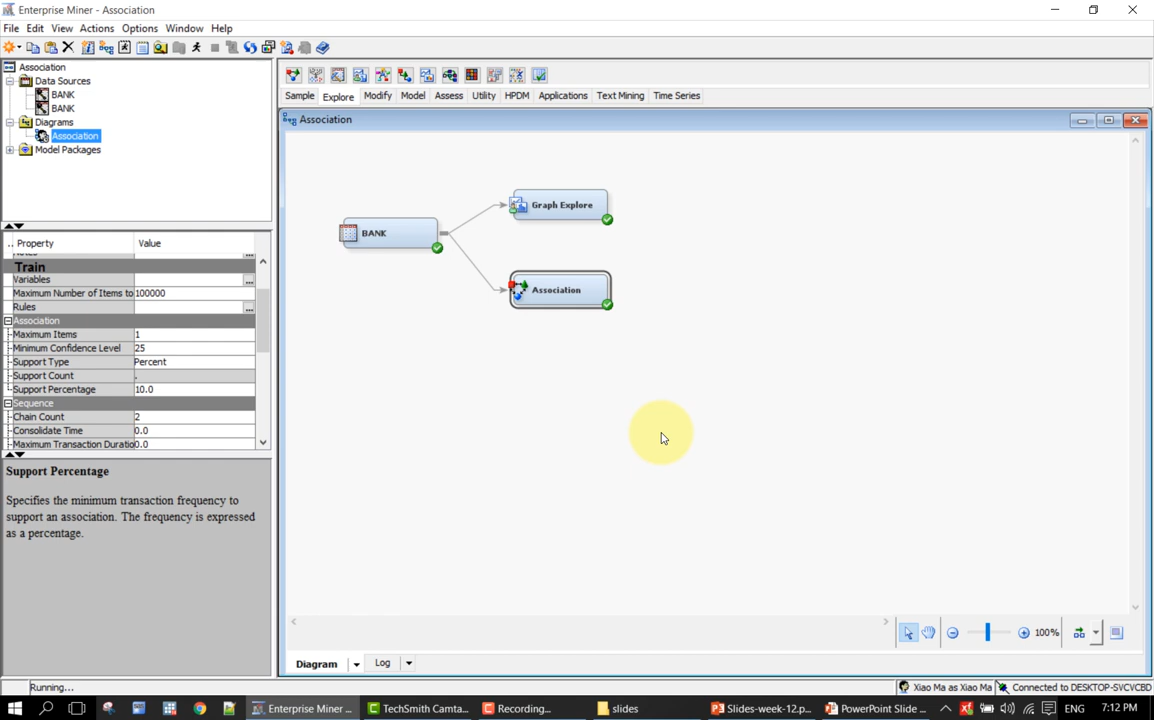 Enterprise Miner - Association
File Edit View Actions Options Window Help
Association
Data Sources
BANK
BANK
Diagrams
Association
Model Packages
Sample Explore Modify Model Assess Utility HPDM Applications Text Mining Time Series
Association
Graph Explore
BANK
Association
.. Property Value
Train
Variables ...
Maximum Number of Items to 100000
Rules ...
Association
Maximum Items 1
Minimum Confidence Level 25
Support Type Percent
Support Count .
Support Percentage 10.0
Sequence
Chain Count 2
Consolidate Time 0.0
Maximum Transaction Duratio 0.0
Support Percentage
Specifies the minimum transaction frequency to
support an association. The frequency is expressed
as a percentage.
100%
Diagram Log
Running...
Xiao Ma as Xiao Ma Connected to DESKTOP-SVCVCBD
Enterprise Miner ... TechSmith Camta... Recording... slides Slides-week-12.p... PowerPoint Slide ... ENG 7:12 PM